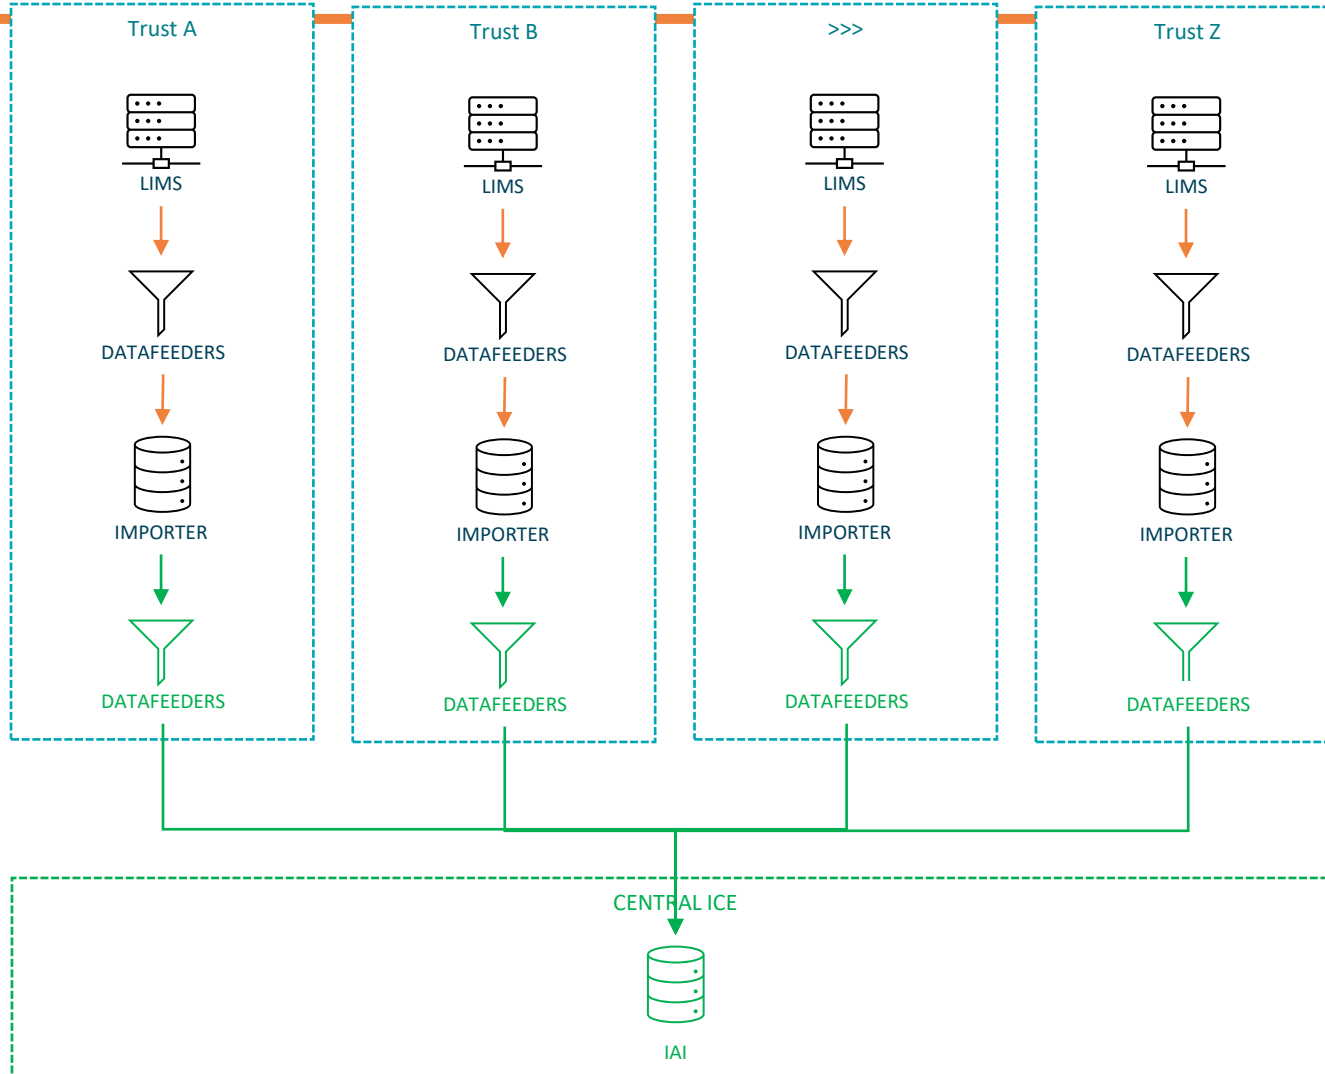 Trust A
Trust B
>>>
Trust Z
LIMS
LIMS
LIMS
LIMS
DATAFEEDERS
DATAFEEDERS
DATAFEEDERS
DATAFEEDERS
IMPORTER
IMPORTER
IMPORTER
IMPORTER
DATAFEEDERS
DATAFEEDERS
DATAFEEDERS
DATAFEEDERS
CENTRAL ICE
IAI